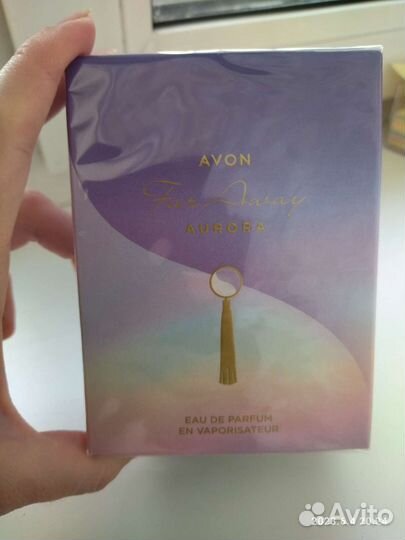 AVON
Far Away
AURORA
EAU DE PARFUM
EN VAPORISATEUR
Avito